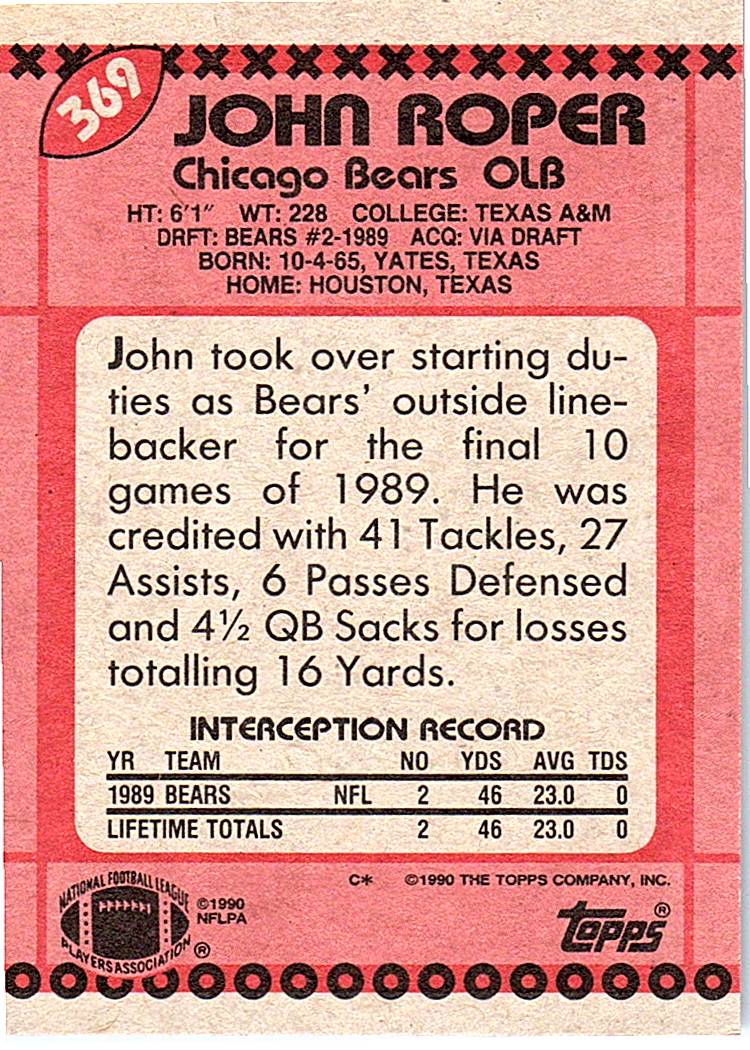 369
JOHN ROPER
Chicago Bears OLB
HT: 6'1" WT: 228 COLLEGE: TEXAS A&M
DRFT: BEARS #2-1989 ACQ: VIA DRAFT
BORN: 10-4-65, YATES, TEXAS
HOME: HOUSTON, TEXAS
John took over starting du-
ties as Bears' outside line-
backer for the final 10
games of 1989. He was
credited with 41 Tackles, 27
Assists, 6 Passes Defensed
and 4½ QB Sacks for losses
totalling 16 Yards.
INTERCEPTION RECORD
YR TEAM NO YDS AVG TDS
1989 BEARS NFL 2 46 23.0 0
LIFETIME TOTALS 2 46 23.0 0
C* ©1990 THE TOPPS COMPANY, INC.
NATIONAL FOOTBALL LEAGUE
PLAYERS ASSOCIATION ®
©1990
NFLPA
topps ®